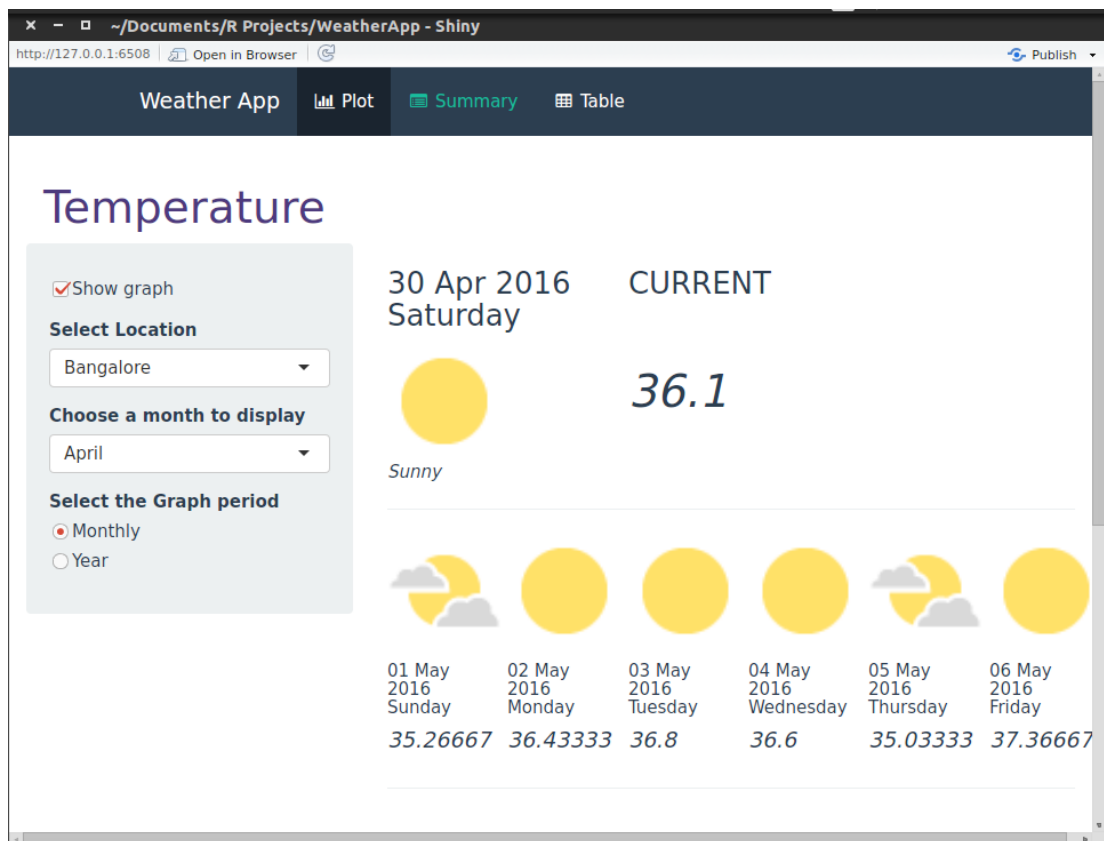 ~/Documents/R Projects/WeatherApp - Shiny
http://127.0.0.1:6508 Open in Browser Publish
Weather App Plot Summary Table
Temperature
Show graph
Select Location
Bangalore
Choose a month to display
April
Select the Graph period
Monthly
Year
30 Apr 2016
Saturday
CURRENT
36.1
Sunny
01 May
2016
Sunday
35.26667
02 May
2016
Monday
36.43333
03 May
2016
Tuesday
36.8
04 May
2016
Wednesday
36.6
05 May
2016
Thursday
35.03333
06 May
2016
Friday
37.36667